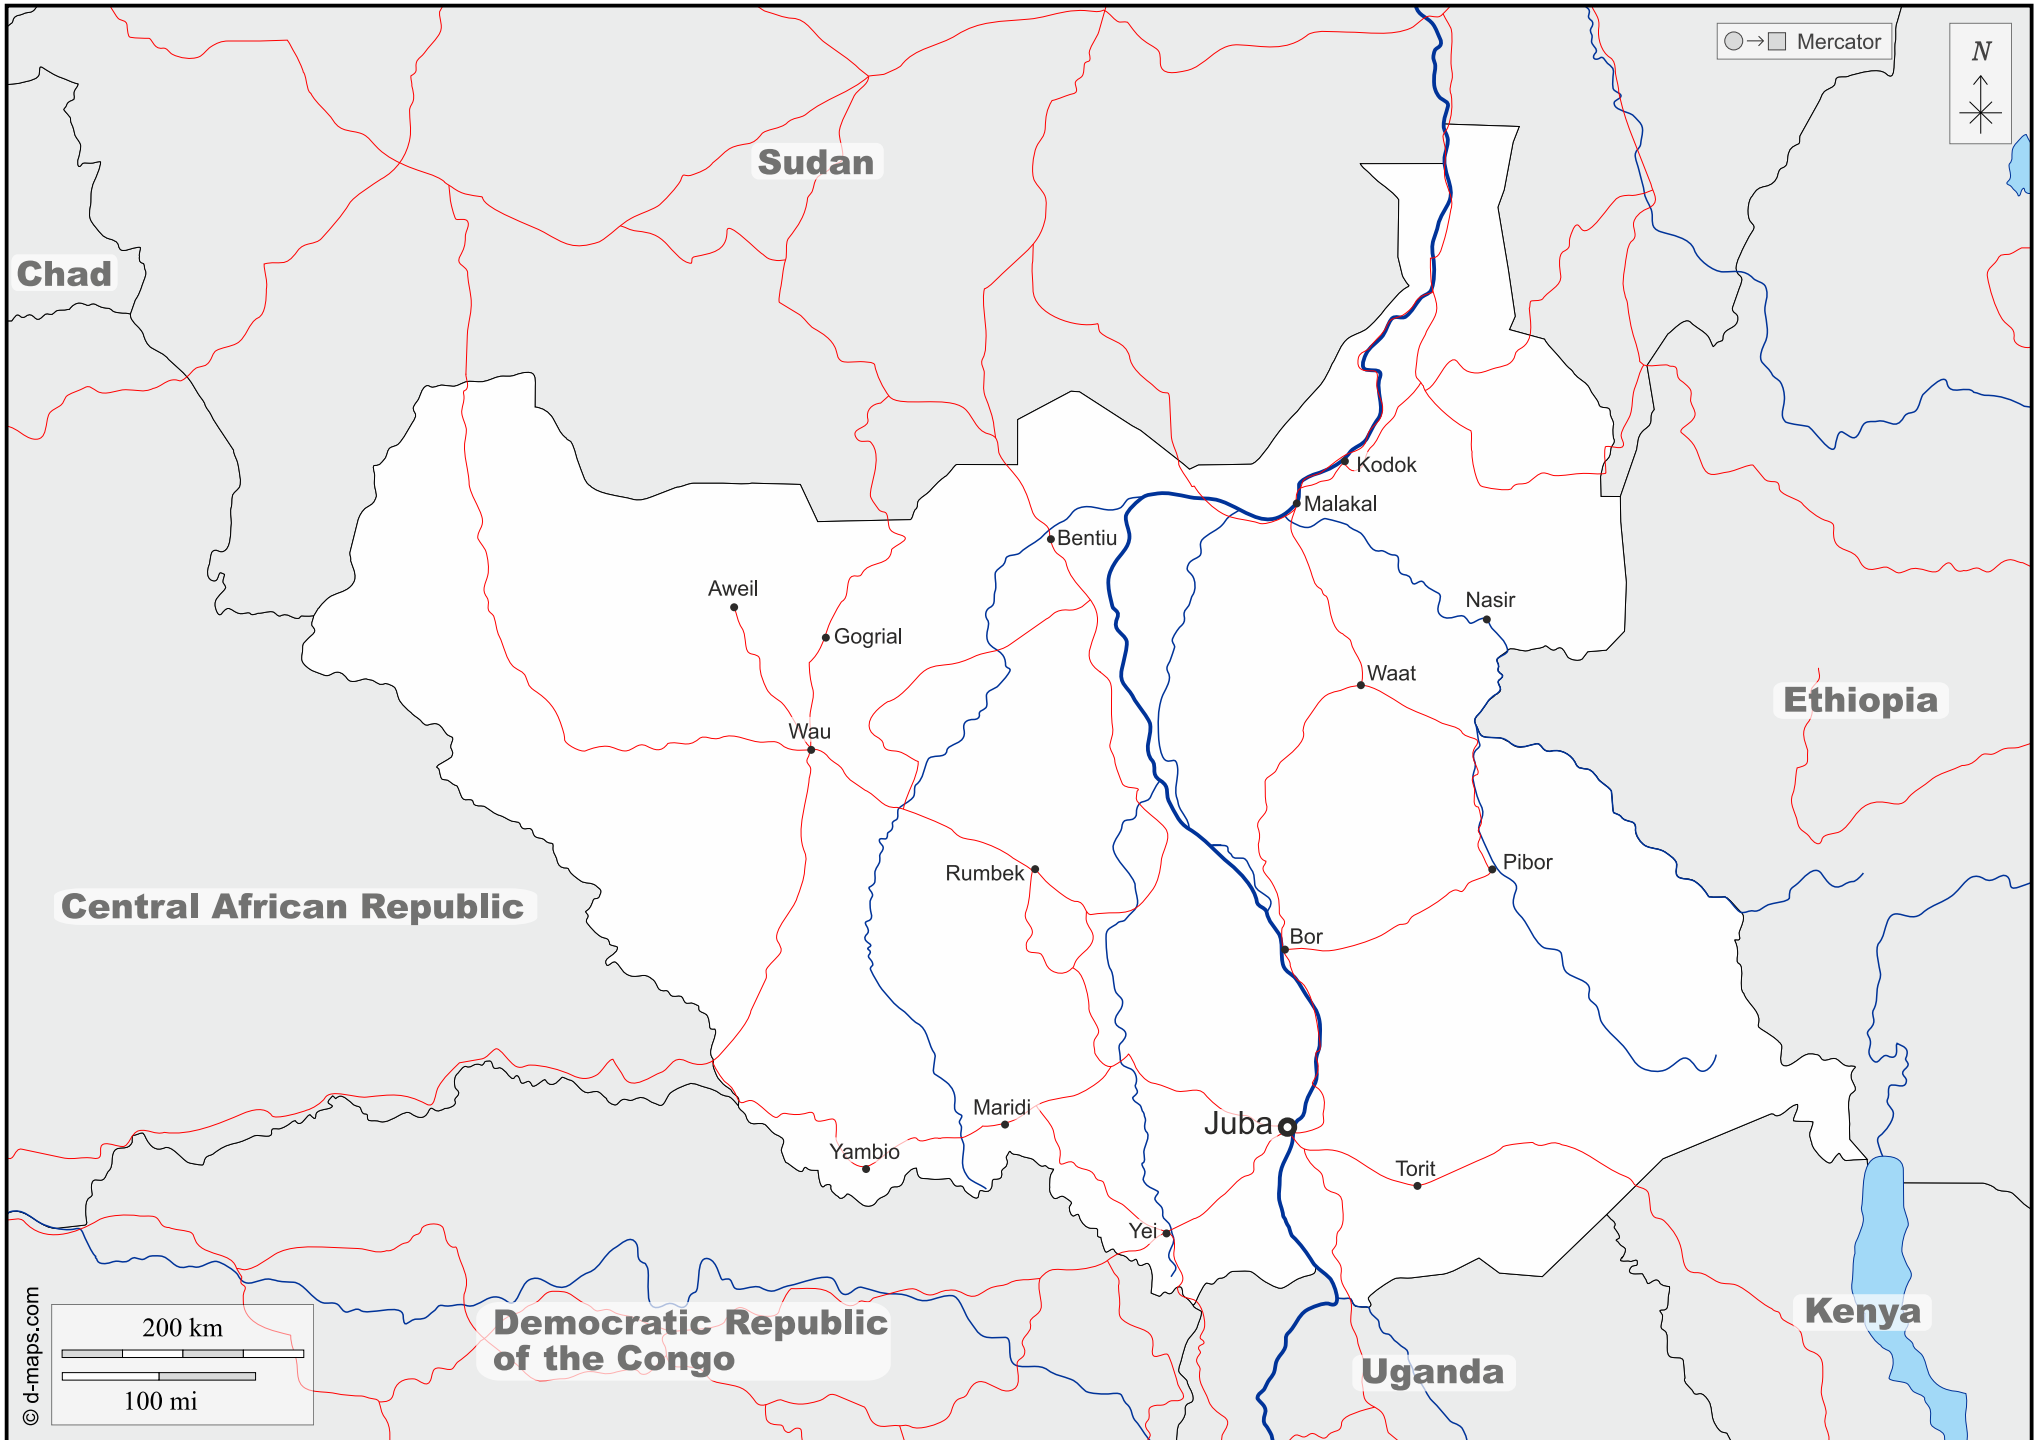 Mercator
N
Sudan
Chad
Kodok
Malakal
Bentiu
Aweil
Nasir
Gogrial
Waat
Ethiopia
Wau
Pibor
Rumbek
Central African Republic
Bor
Maridi
Juba
Yambio
Torit
Yei
Kenya
Democratic Republic
of the Congo
Uganda
200 km
100 mi
© d-maps.com